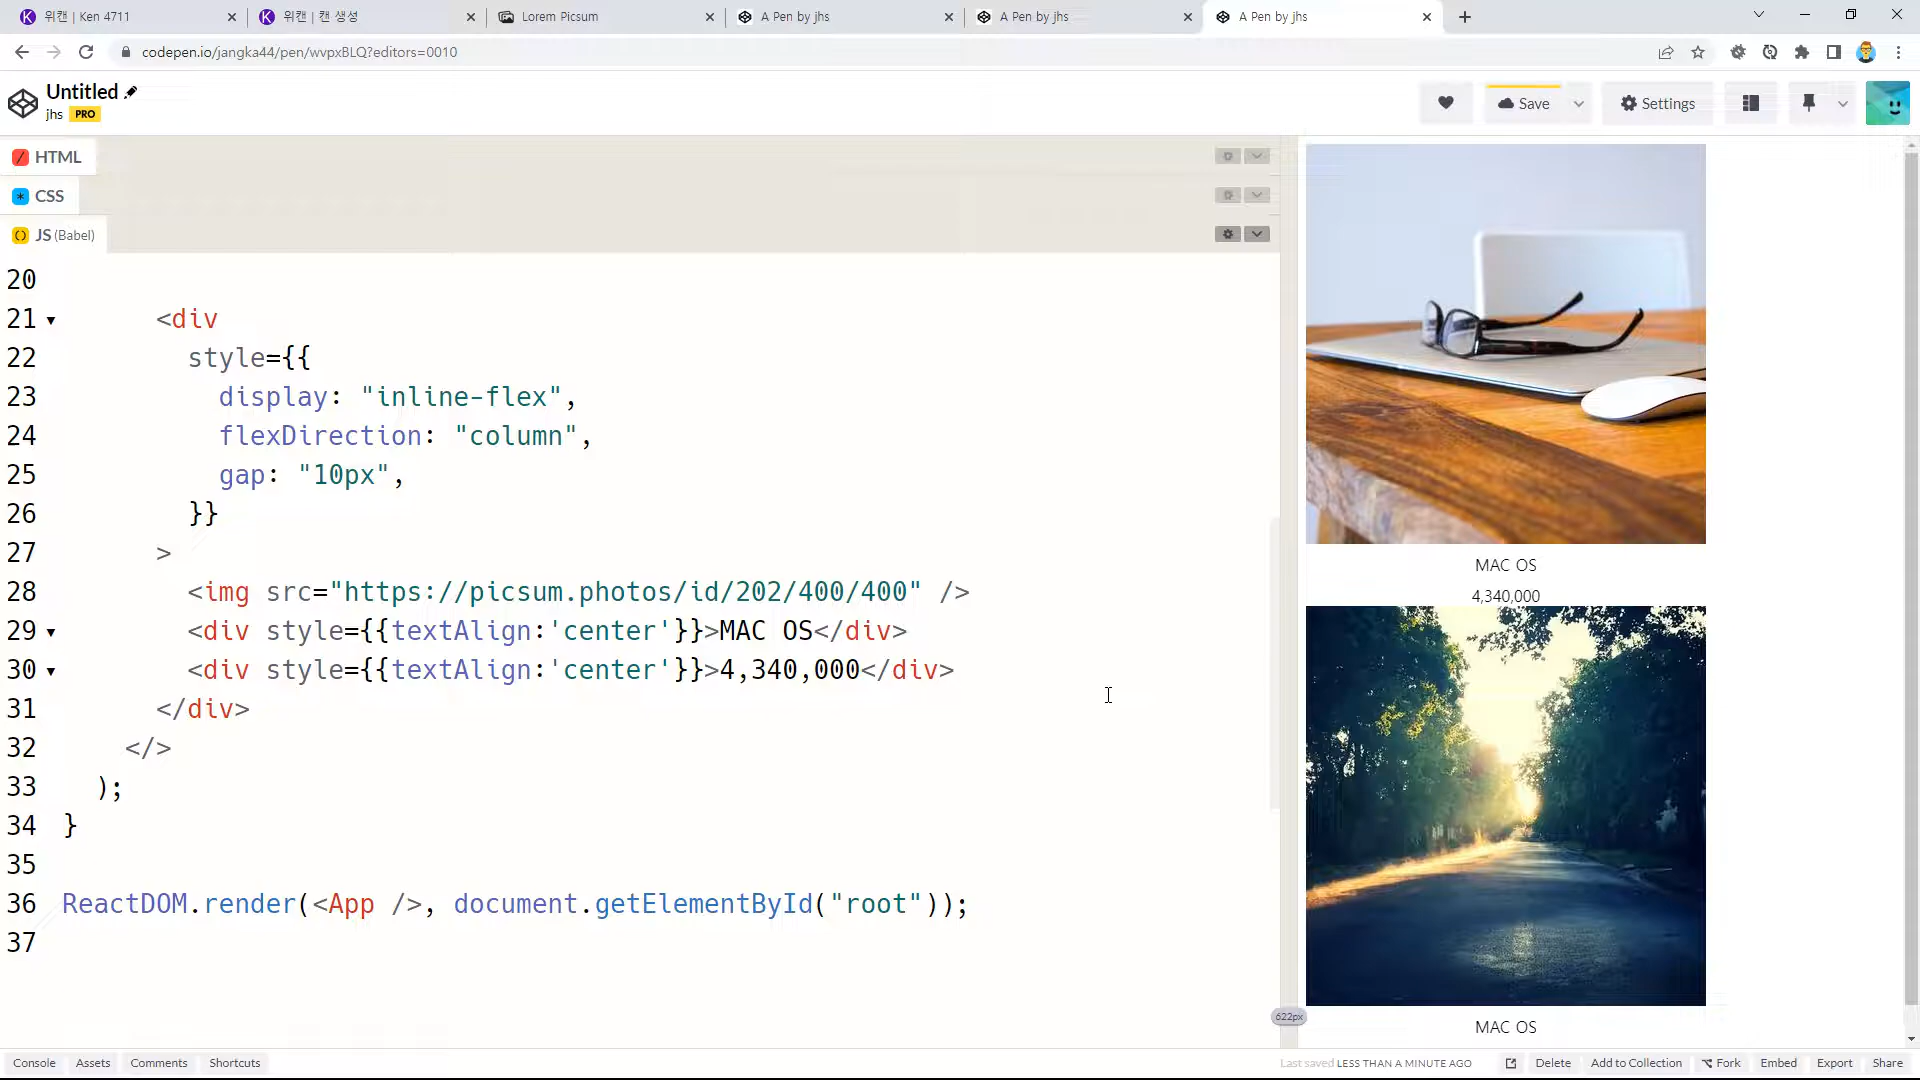 위캔 | Ken 4711
위캔 | 캔 생성
Lorem Picsum
A Pen by jhs
A Pen by jhs
A Pen by jhs
codepen.io/jangka44/pen/wvpxBLQ?editors=0010
Untitled
jhs PRO
Save
Settings
HTML
CSS
JS (Babel)
20
21 <div
22 style={{
23 display: "inline-flex",
24 flexDirection: "column",
25 gap: "10px",
26 }}
27 >
28 <img src="https://picsum.photos/id/202/400/400" />
29 <div style={{textAlign:'center'}}>MAC OS</div>
30 <div style={{textAlign:'center'}}>4,340,000</div>
31 </div>
32 </>
33 );
34 }
35
36 ReactDOM.render(<App />, document.getElementById("root"));
37
MAC OS
4,340,000
MAC OS
622px
Console Assets Comments Shortcuts
Last saved LESS THAN A MINUTE AGO
Delete Add to Collection Fork Embed Export Share